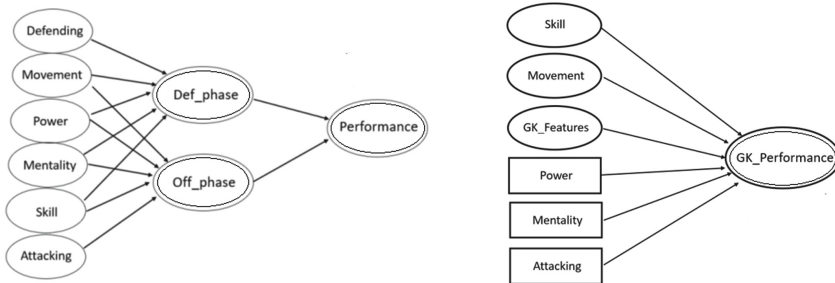 Defending
Movement
Power
Mentality
Skill
Attacking
Def_phase
Off_phase
Performance
Skill
Movement
GK_Features
Power
Mentality
Attacking
GK_Performance